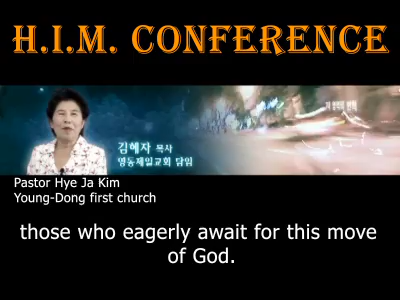 H.I.M. CONFERENCE
김혜자 목사
명동제일교회 담임
Pastor Hye Ja Kim
Young-Dong first church
those who eagerly await for this move
of God.